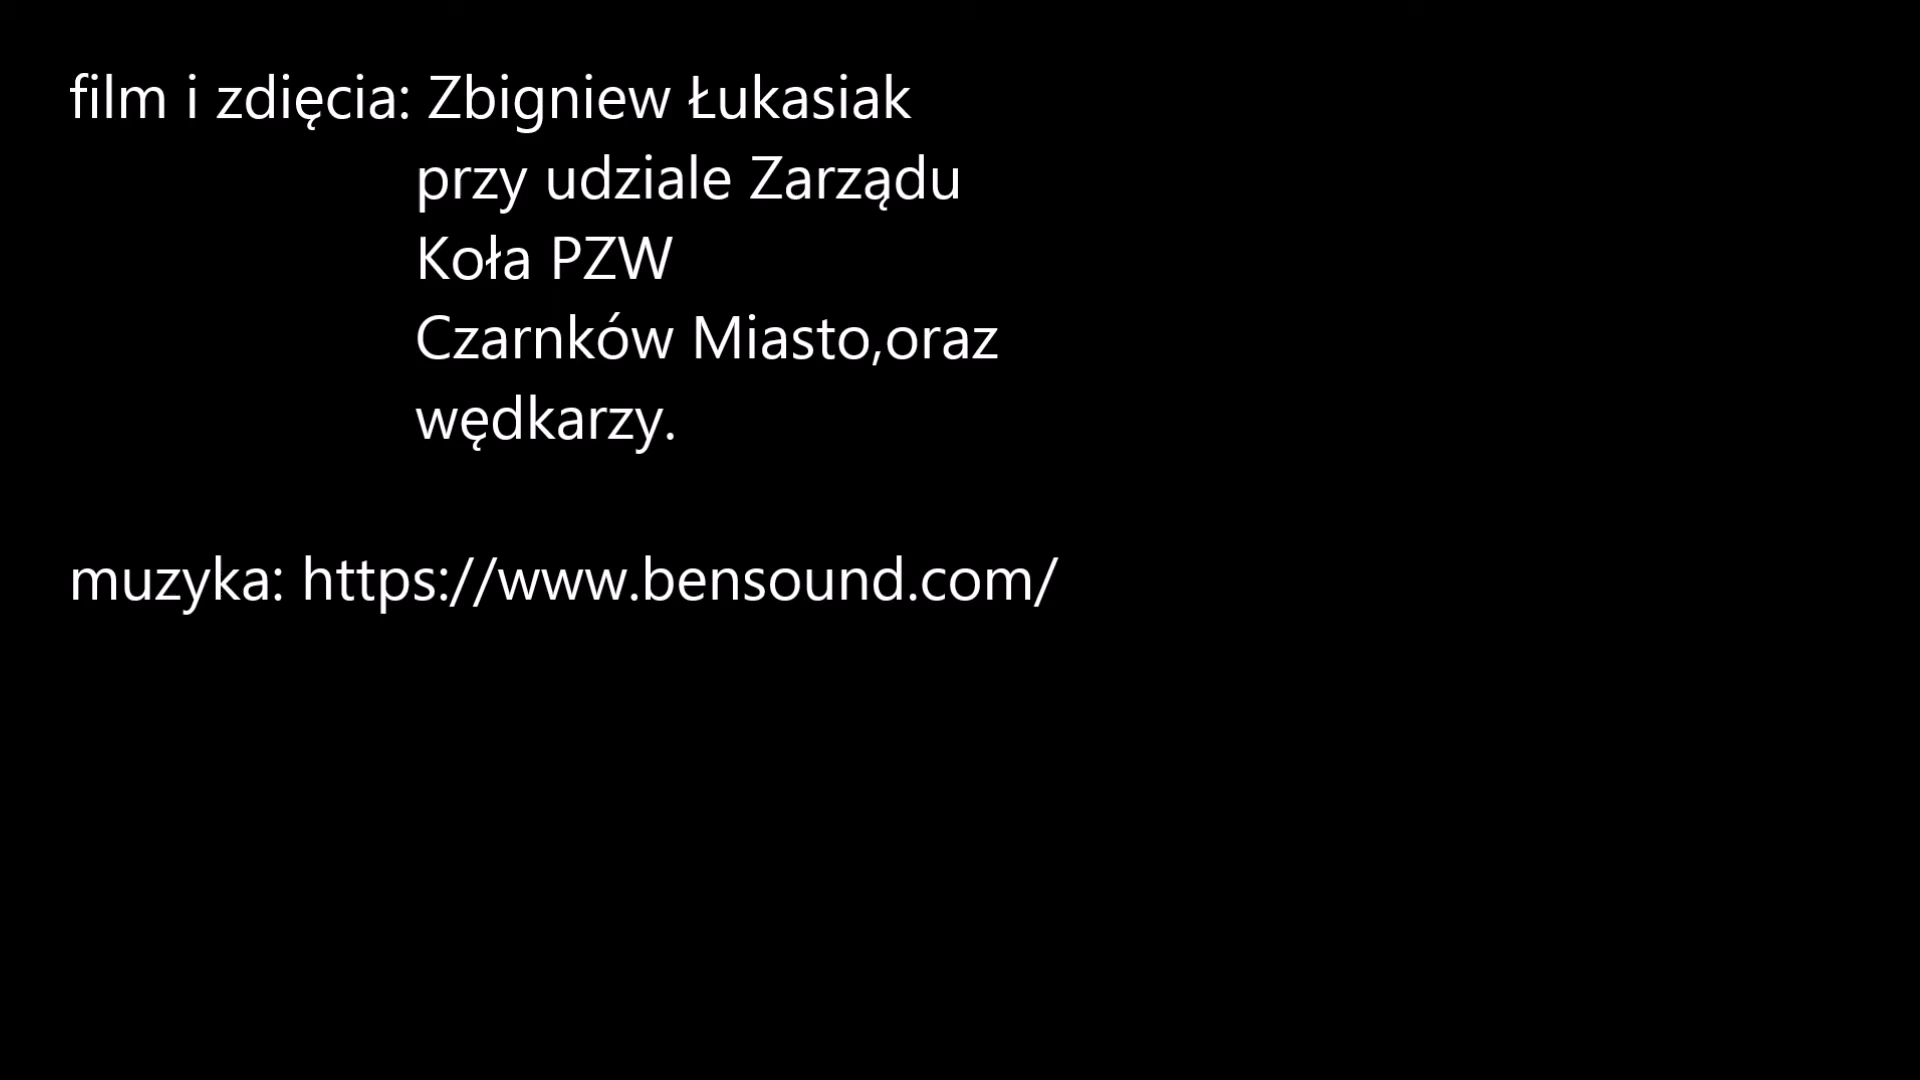 film i zdięcia: Zbigniew Łukasiak
przy udziale Zarządu
Koła PZW
Czarnków Miasto,oraz
wędkarzy.
muzyka: https://www.bensound.com/